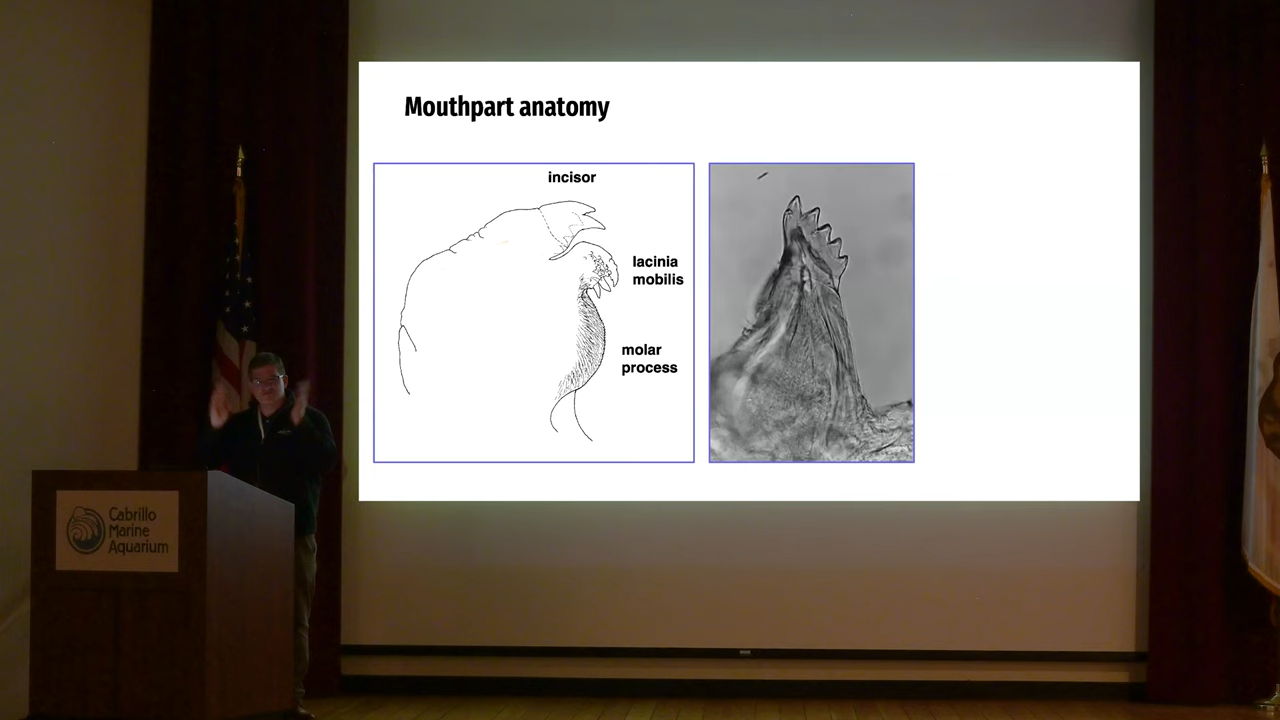 Mouthpart anatomy
incisor
lacinia
mobilis
molar
process
Cabrillo
Marine
Aquarium